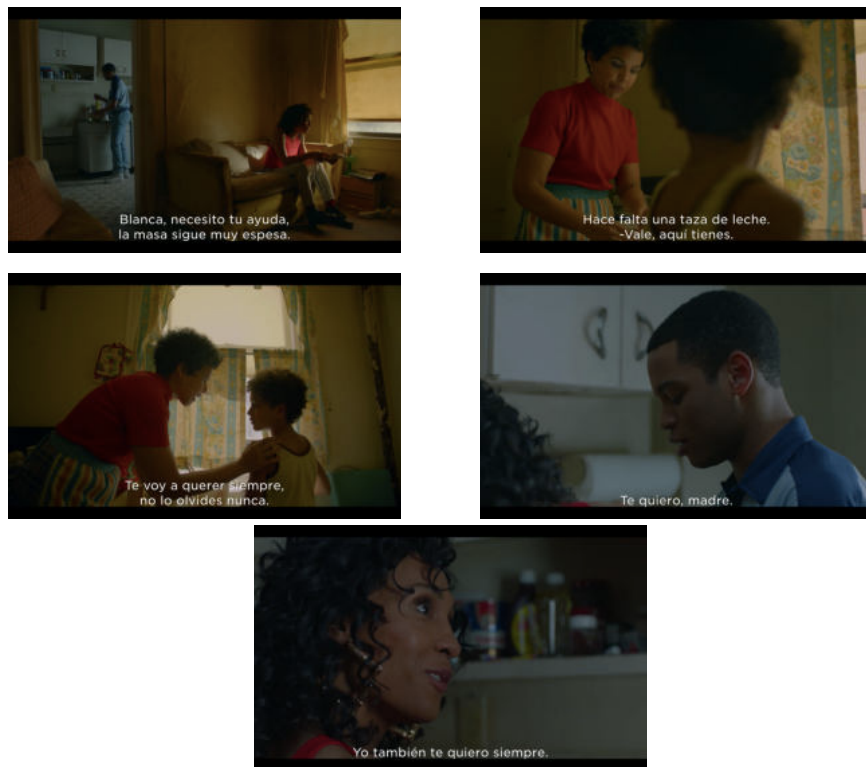 Blanca, necesito tu ayuda,
la masa sigue muy espesa.
Hace falta una taza de leche.
-Vale, aquí tienes.
Te voy a querer siempre,
no lo olvides nunca.
Te quiero, madre.
Yo también te quiero siempre.